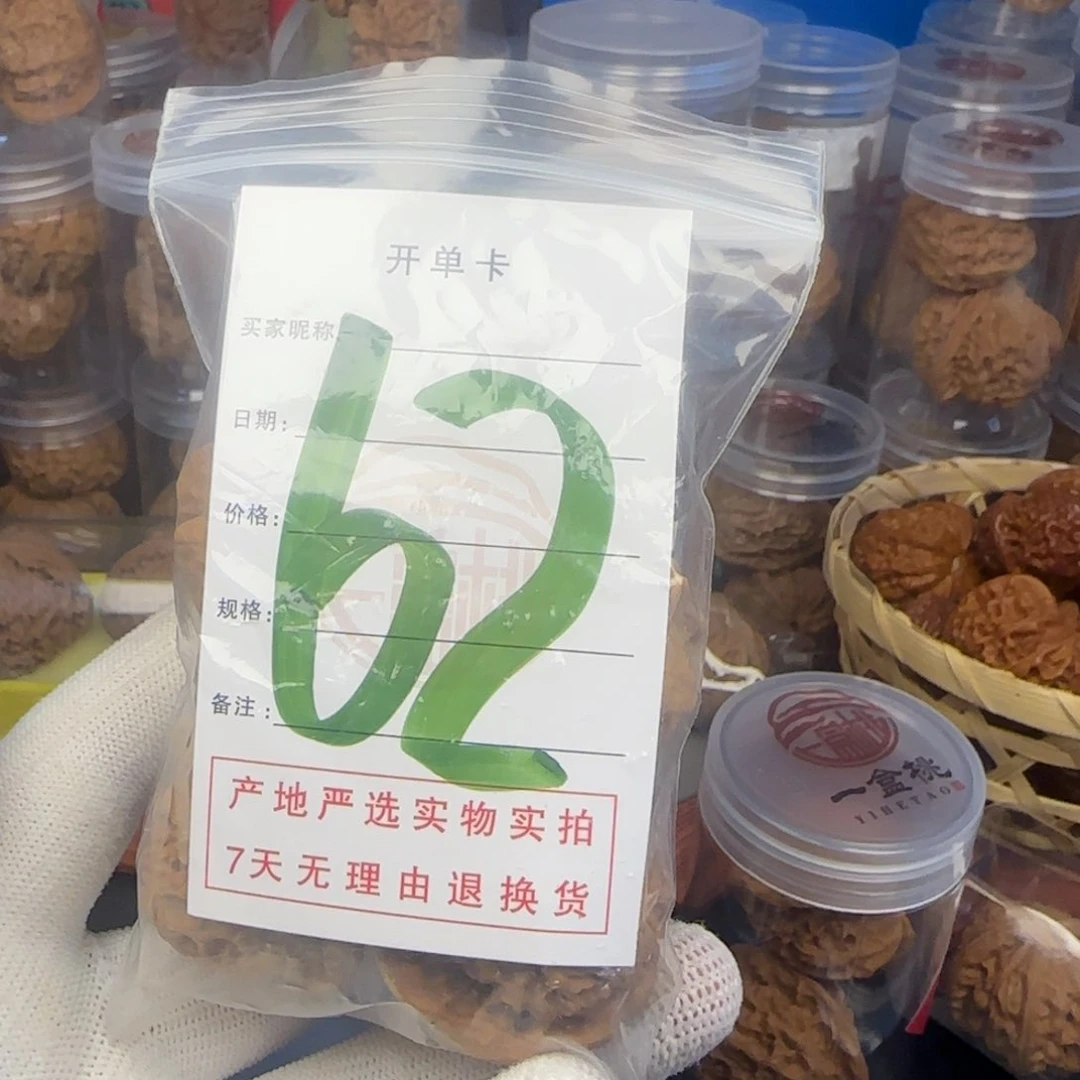 开单卡
买家昵称
日期:
价格:
规格:
备注:
62
产地严选实物实拍
7天无理由退换货
一盒桃
YIHETAO